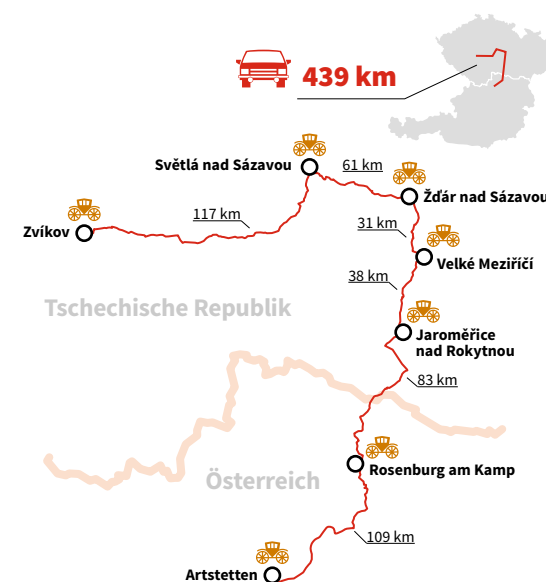 439 km
Světlá nad Sázavou
61 km
Žďár nad Sázavou
117 km
31 km
Zvíkov
Velké Meziříčí
38 km
Tschechische Republik
Jaroměřice
nad Rokytnou
83 km
Österreich
Rosenburg am Kamp
109 km
Artstetten